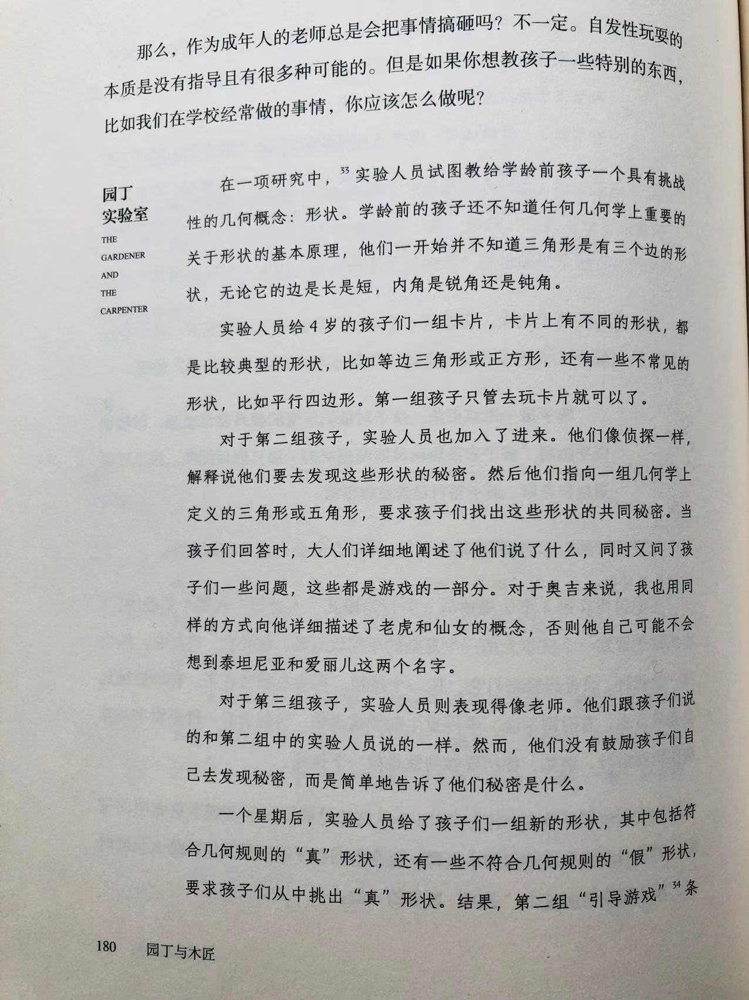 那么，作为成年人的老师总是会把事情搞砸吗？不一定。自发性玩耍的
本质是没有指导且有很多种可能的。但是如果你想教孩子一些特别的东西，
比如我们在学校经常做的事情，你应该怎么做呢？
园丁
实验室
THE
GARDENER
AND
THE
CARPENTER
在一项研究中，33 实验人员试图教给学龄前孩子一个具有挑战
性的几何概念：形状。学龄前的孩子还不知道任何几何学上重要的
关于形状的基本原理，他们一开始并不知道三角形是有三个边的形
状，无论它的边是长是短，内角是锐角还是钝角。
实验人员给 4 岁的孩子们一组卡片，卡片上有不同的形状，都
是比较典型的形状，比如等边三角形或正方形，还有一些不常见的
形状，比如平行四边形。第一组孩子只管去玩卡片就可以了。
对于第二组孩子，实验人员也加入了进来。他们像侦探一样，
解释说他们要去发现这些形状的秘密。然后他们指向一组几何学上
定义的三角形或五角形，要求孩子们找出这些形状的共同秘密。当
孩子们回答时，大人们详细地阐述了他们说了什么，同时又问了孩
子们一些问题，这些都是游戏的一部分。对于奥吉来说，我也用同
样的方式向他详细描述了老虎和仙女的概念，否则他自己可能不会
想到泰坦尼亚和爱丽儿这两个名字。
对于第三组孩子，实验人员则表现得像老师。他们跟孩子们说
的和第二组中的实验人员说的一样。然而，他们没有鼓励孩子们自
己去发现秘密，而是简单地告诉了他们秘密是什么。
一个星期后，实验人员给了孩子们一组新的形状，其中包括符
合几何规则的“真”形状，还有一些不符合几何规则的“假”形状，
要求孩子们从中挑出“真”形状。结果，第二组“引导游戏”34 条
180 园丁与木匠